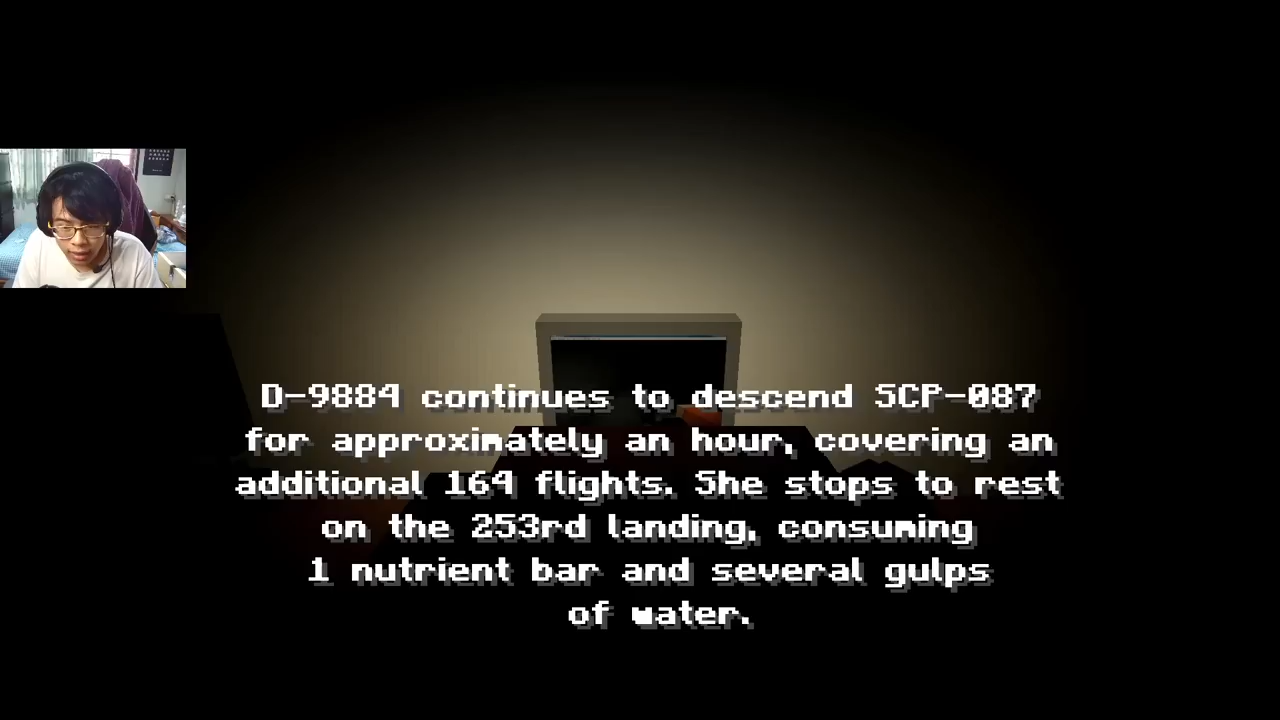 D-9884 continues to descend SCP-087
for approximately an hour, covering an
additional 164 flights. She stops to rest
on the 253rd landing, consuming
1 nutrient bar and several gulps
of water.